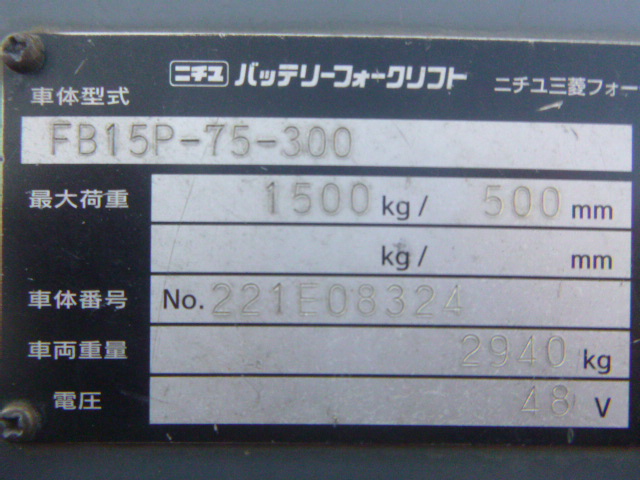 ニチユ バッテリーフォークリフト ニチユ三菱フォー
車体型式
FB15P-75-300
最大荷重 1500 kg/ 500 mm
kg/ mm
車体番号 No. 221E08324
車両重量 2940 kg
電圧 48 V